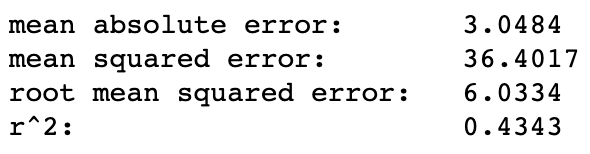 mean absolute error: 3.0484
mean squared error: 36.4017
root mean squared error: 6.0334
r^2: 0.4343